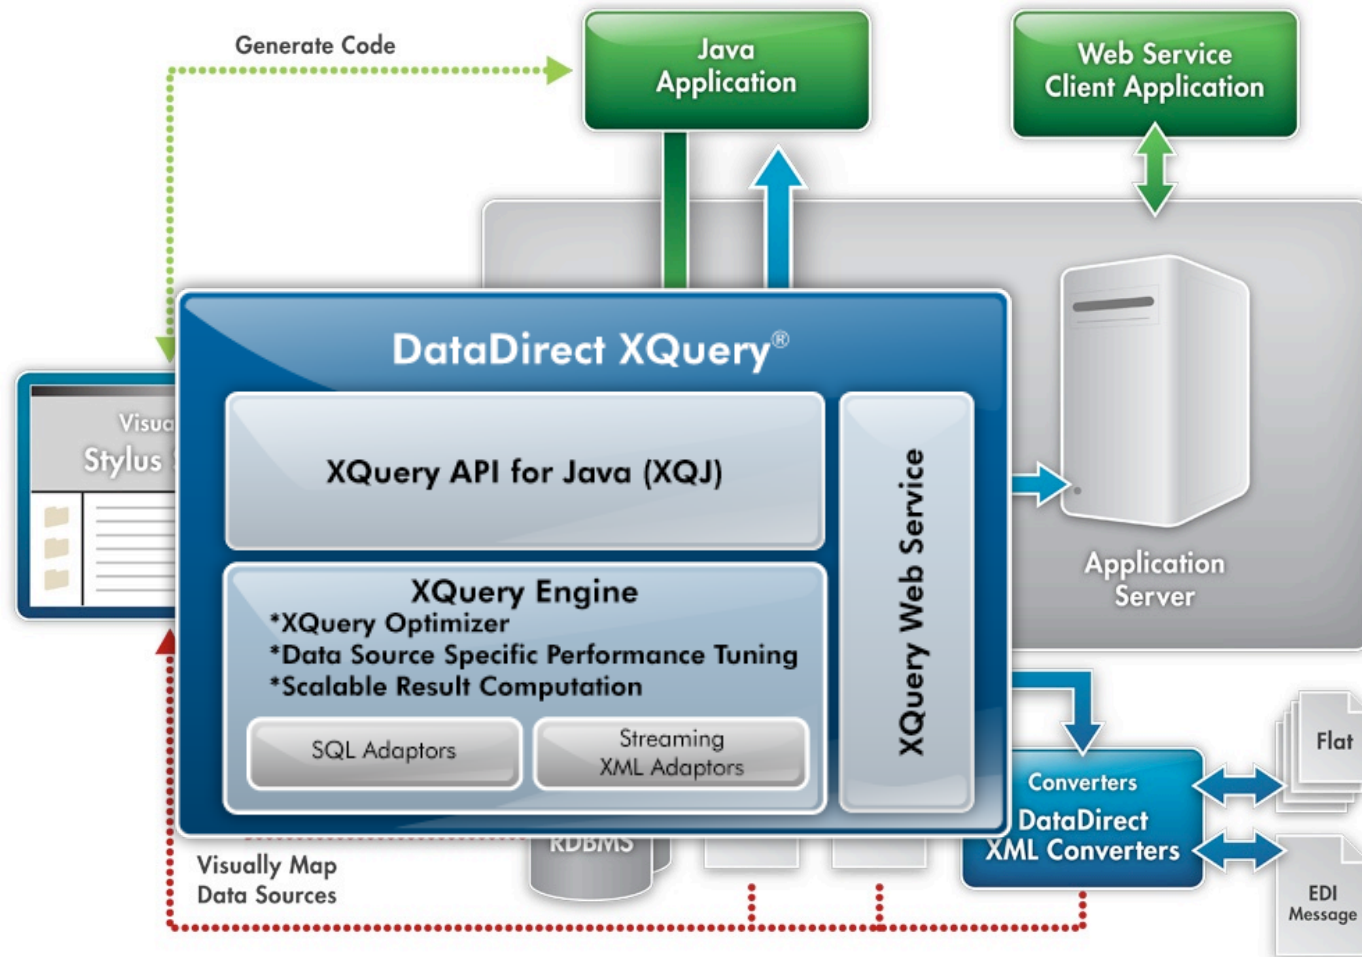 Generate Code
Java
Application
Web Service
Client Application
DataDirect XQuery®
Stylus
XQuery API for Java (XQJ)
XQuery Web Service
Application
Server
XQuery Engine
*XQuery Optimizer
*Data Source Specific Performance Tuning
*Scalable Result Computation
SQL Adaptors
Streaming
XML Adaptors
Flat
Converters
DataDirect
XML Converters
RDBMS
Visually Map
Data Sources
EDI
Message